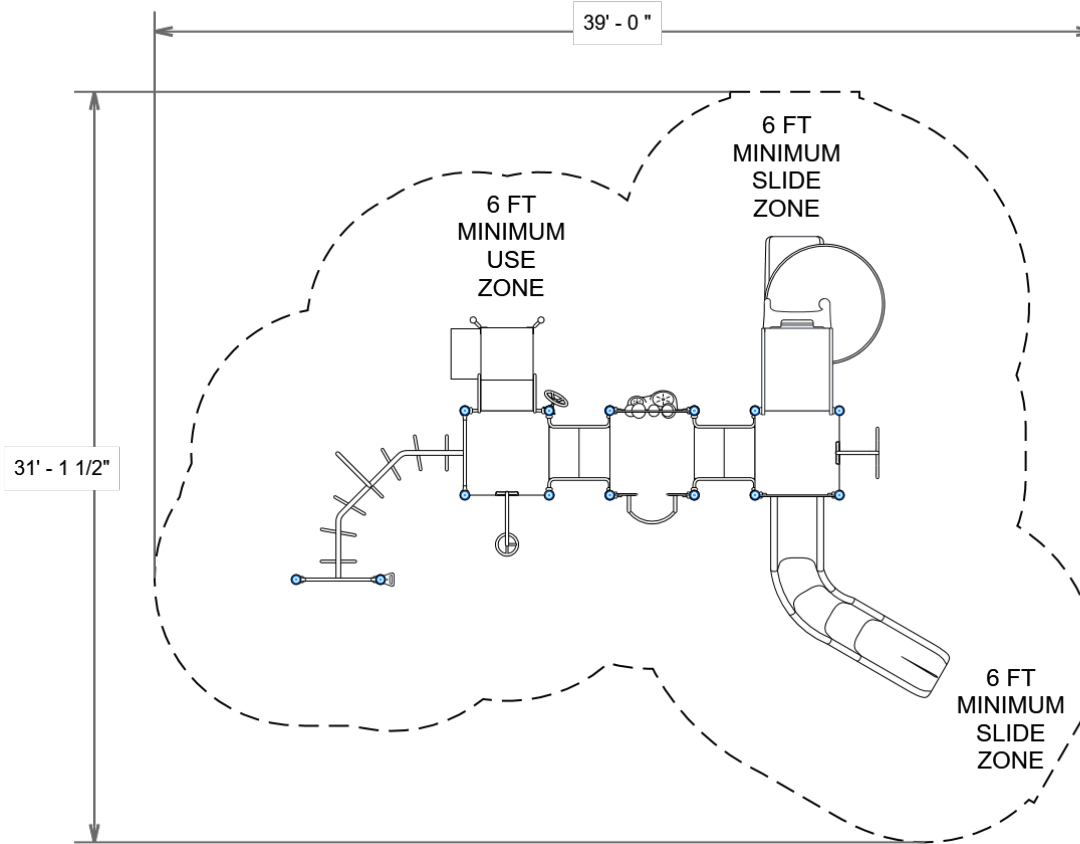 39' - 0 "
6 FT
MINIMUM
SLIDE
ZONE
6 FT
MINIMUM
USE
ZONE
31' - 1 1/2"
6 FT
MINIMUM
SLIDE
ZONE